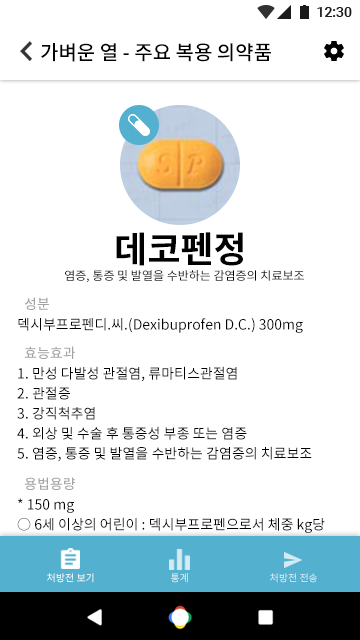 12:30
가벼운 열 - 주요 복용 의약품
S P
데코펜정
염증, 통증 및 발열을 수반하는 감염증의 치료보조
성분
덱시부프로펜디.씨.(Dexibuprofen D.C.) 300mg
효능효과
1. 만성 다발성 관절염, 류마티스관절염
2. 관절증
3. 강직척추염
4. 외상 및 수술 후 통증성 부종 또는 염증
5. 염증, 통증 및 발열을 수반하는 감염증의 치료보조
용법용량
* 150 mg
○ 6세 이상의 어린이 : 덱시부프로펜으로서 체중 kg당
처방전 보기
통계
처방전 전송